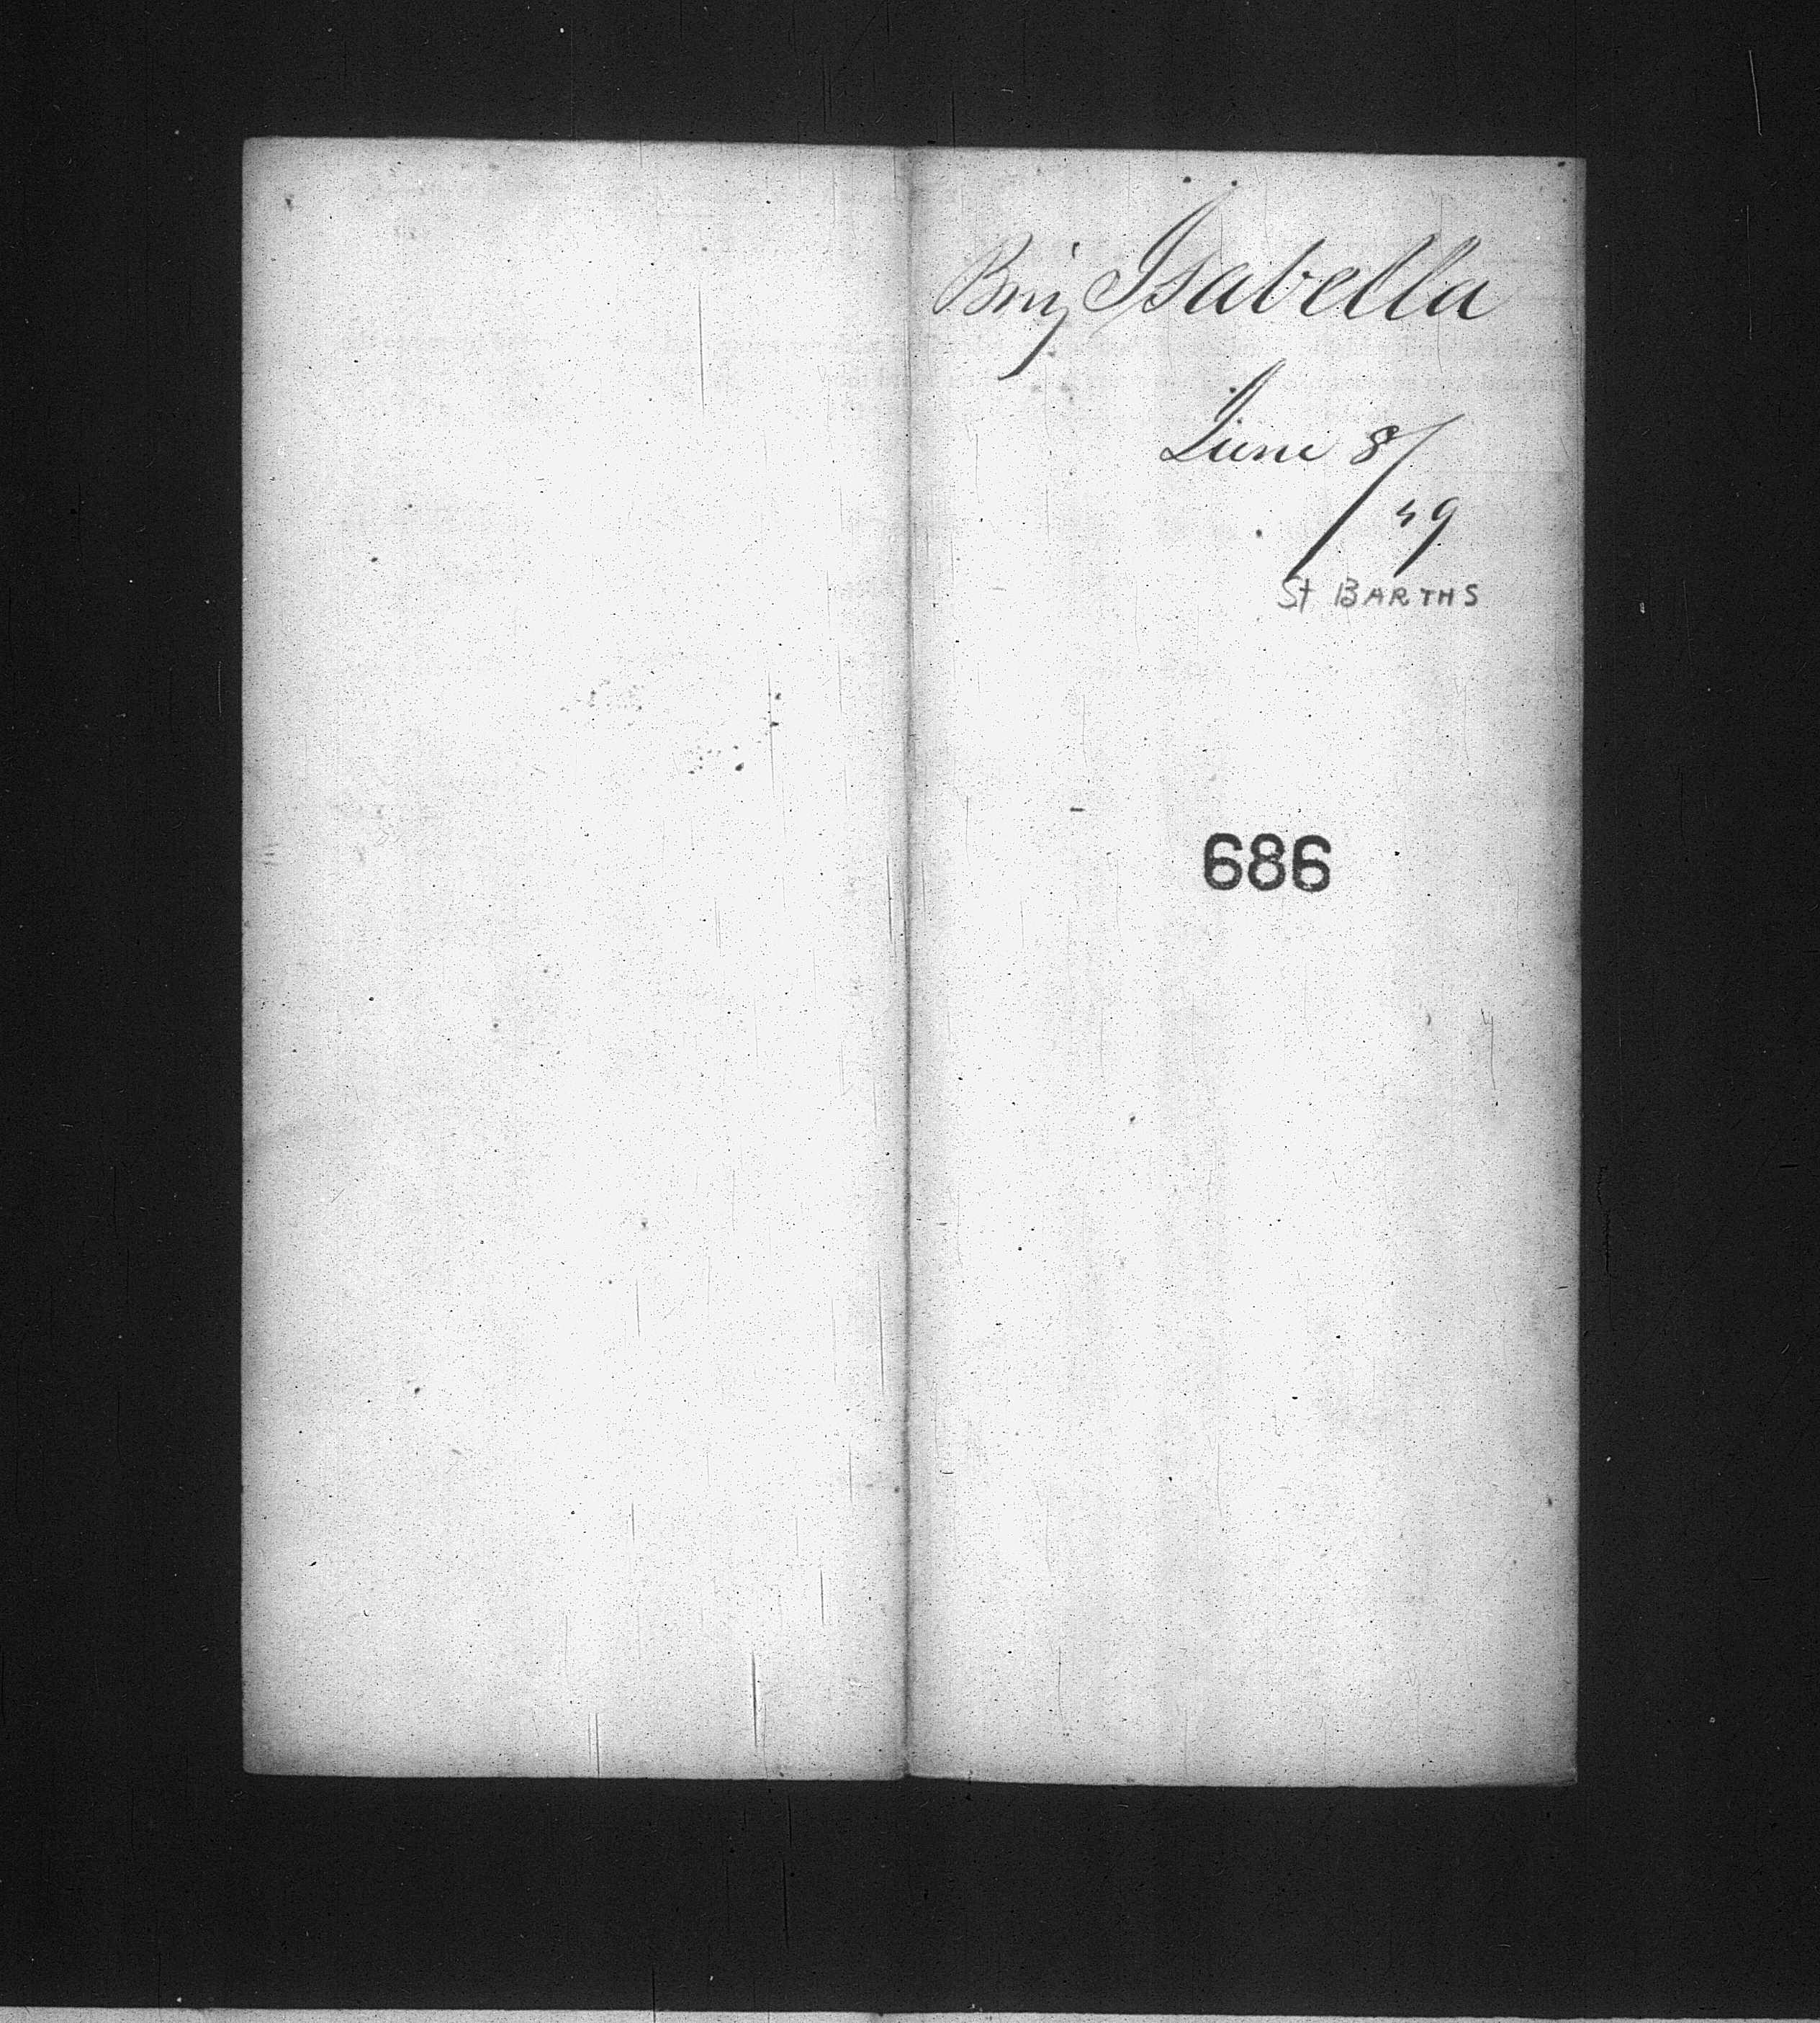 Brig Isabella
June 8/
49
St BARTHS
686